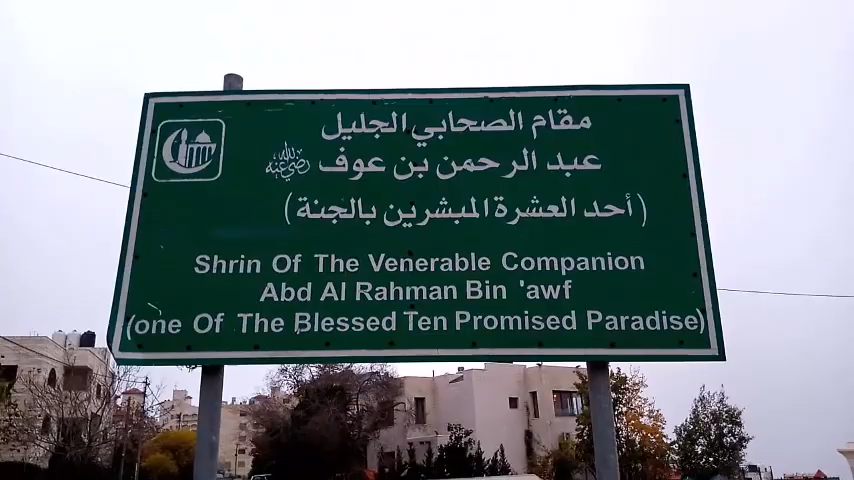 مقام الصحابي الجليل
عبد الرحمن بن عوف رضي الله عنه
(أحد العشرة المبشرين بالجنة)
Shrin Of The Venerable Companion
Abd Al Rahman Bin 'awf
(one Of The Blessed Ten Promised Paradise)